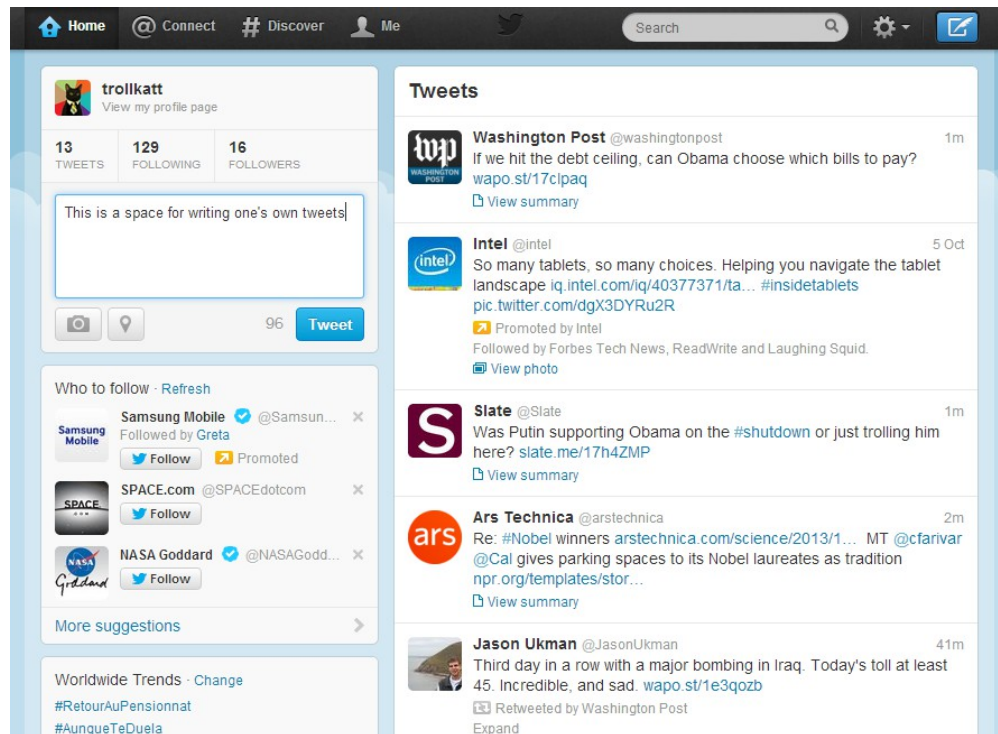 Home @ Connect # Discover Me Search
trollkatt
View my profile page
13 129 16
TWEETS FOLLOWING FOLLOWERS
This is a space for writing one's own tweets
96 Tweet
Who to follow · Refresh
Samsung Mobile
Samsung Mobile @Samsun...
Followed by Greta
Follow Promoted
SPACE
SPACE.com @SPACEdotcom
Follow
NASA
Goddard
NASA Goddard @NASAGodd...
Follow
More suggestions
Worldwide Trends · Change
#RetourAuPensionnat
#AunqueTeDuela
Tweets
wp
WASHINGTON
POST
Washington Post @washingtonpost 1m
If we hit the debt ceiling, can Obama choose which bills to pay?
wapo.st/17clpaq
View summary
intel
Intel @intel 5 Oct
So many tablets, so many choices. Helping you navigate the tablet
landscape iq.intel.com/iq/40377371/ta... #insidetablets
pic.twitter.com/dgX3DYRu2R
Promoted by Intel
Followed by Forbes Tech News, ReadWrite and Laughing Squid.
View photo
S
Slate @Slate 1m
Was Putin supporting Obama on the #shutdown or just trolling him
here? slate.me/17h4ZMP
View summary
ars
Ars Technica @arstechnica 2m
Re: #Nobel winners arstechnica.com/science/2013/1... MT @cfarivar
@Cal gives parking spaces to its Nobel laureates as tradition
npr.org/templates/stor...
View summary
Jason Ukman @JasonUkman 41m
Third day in a row with a major bombing in Iraq. Today's toll at least
45. Incredible, and sad. wapo.st/1e3qozb
Retweeted by Washington Post
Expand